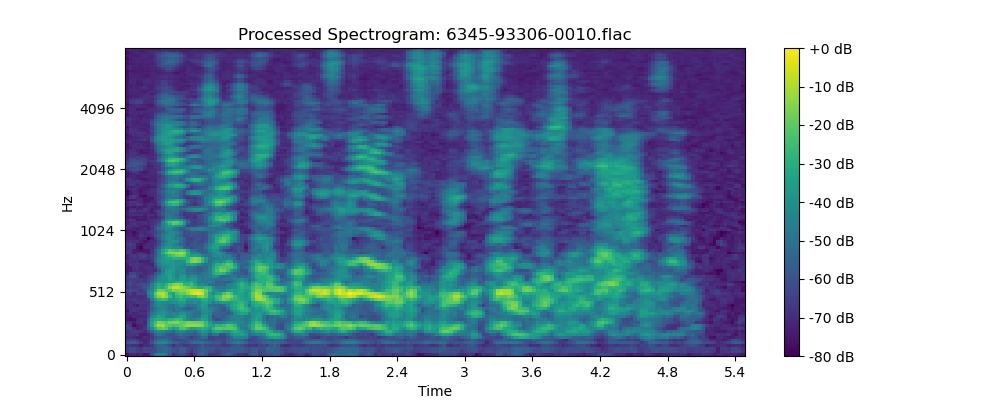 Processed Spectrogram: 6345-93306-0010.flac
Hz
4096
2048
1024
512
0
0 0.6 1.2 1.8 2.4 3 3.6 4.2 4.8 5.4
Time
+0 dB
-10 dB
-20 dB
-30 dB
-40 dB
-50 dB
-60 dB
-70 dB
-80 dB